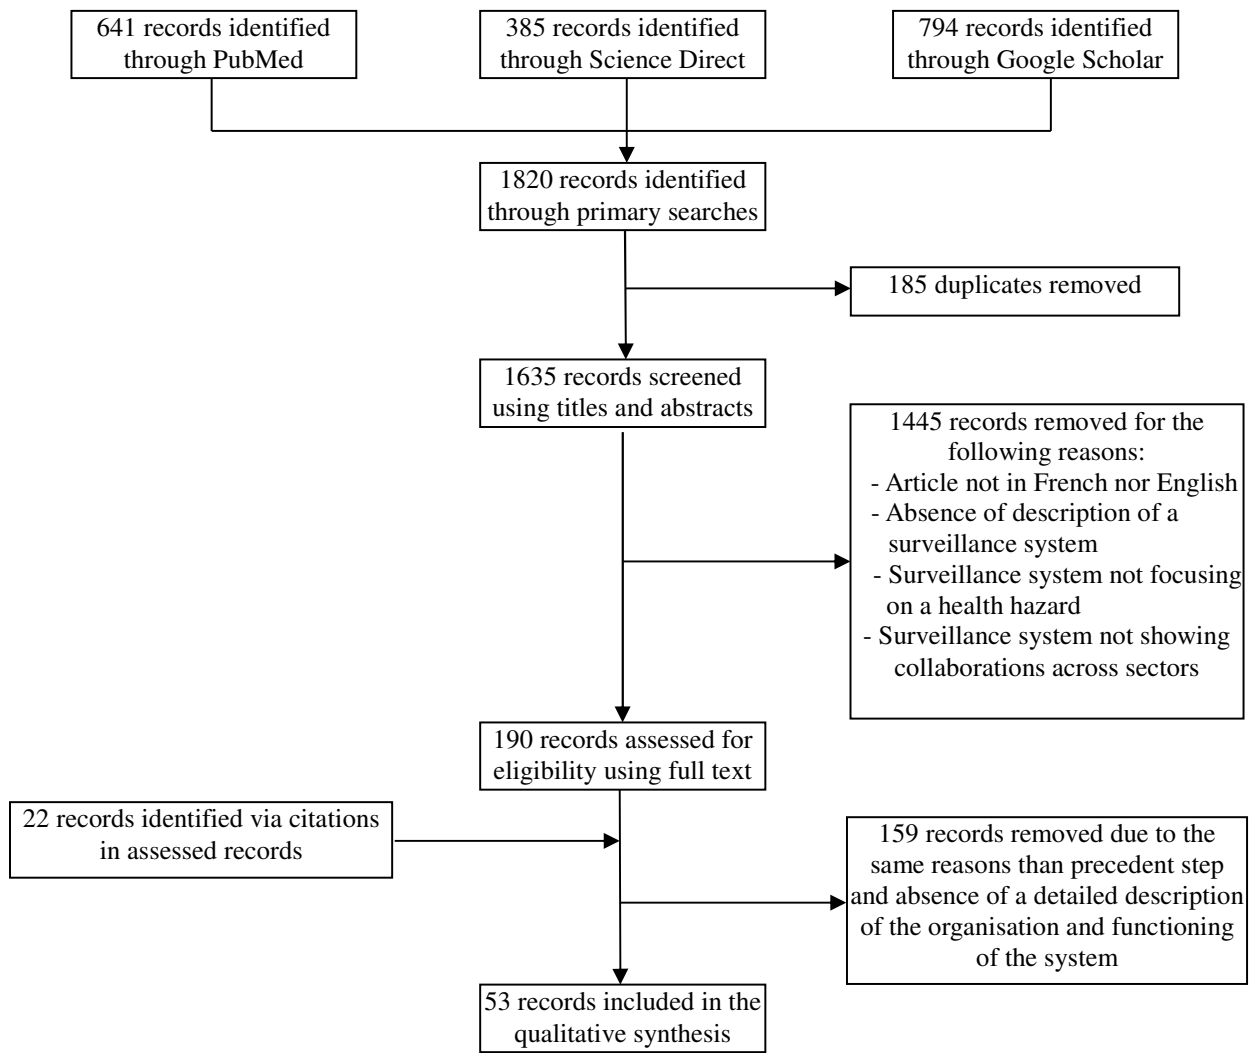 641 records identified
through PubMed
385 records identified
through Science Direct
794 records identified
through Google Scholar
1820 records identified
through primary searches
185 duplicates removed
1635 records screened
using titles and abstracts
1445 records removed for the
following reasons:
- Article not in French nor English
- Absence of description of a
surveillance system
- Surveillance system not focusing
on a health hazard
- Surveillance system not showing
collaborations across sectors
190 records assessed for
eligibility using full text
22 records identified via citations
in assessed records
159 records removed due to the
same reasons than precedent step
and absence of a detailed description
of the organisation and functioning
of the system
53 records included in the
qualitative synthesis